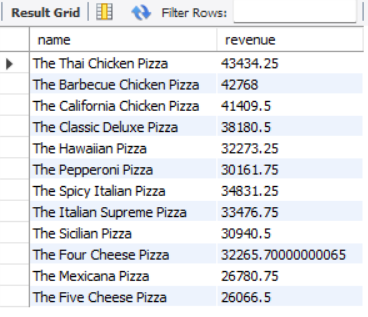 Result Grid Filter Rows:
name revenue
The Thai Chicken Pizza 43434.25
The Barbecue Chicken Pizza 42768
The California Chicken Pizza 41409.5
The Classic Deluxe Pizza 38180.5
The Hawaiian Pizza 32273.25
The Pepperoni Pizza 30161.75
The Spicy Italian Pizza 34831.25
The Italian Supreme Pizza 33476.75
The Sicilian Pizza 30940.5
The Four Cheese Pizza 32265.70000000065
The Mexicana Pizza 26780.75
The Five Cheese Pizza 26066.5